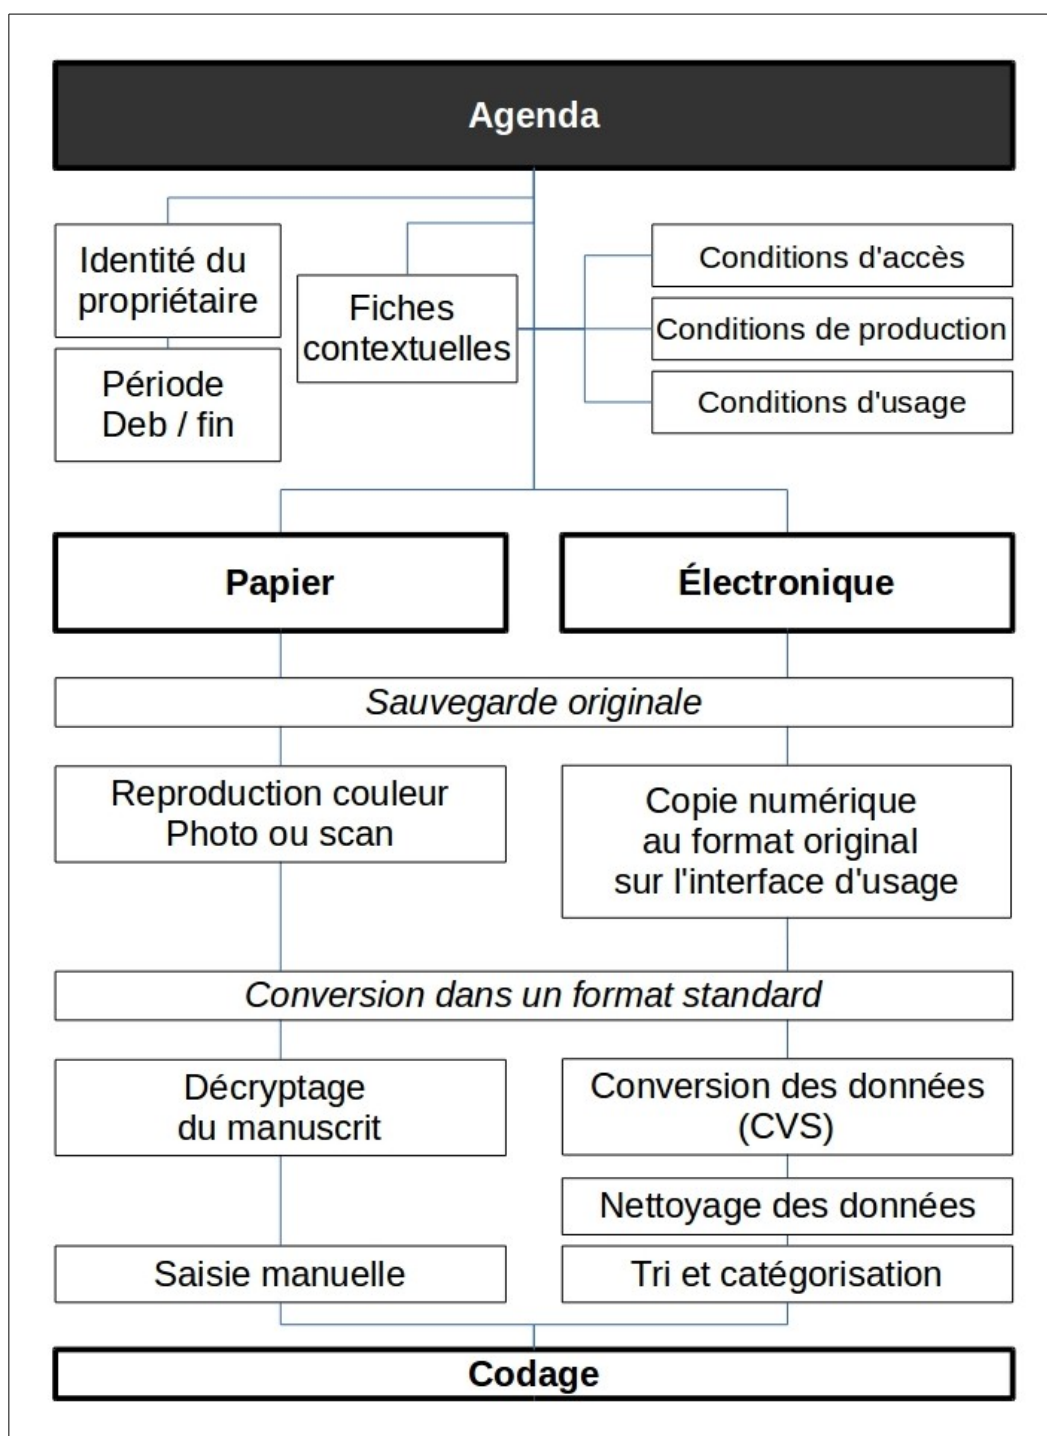 Agenda
Identité du
propriétaire
Période
Deb / fin
Fiches
contextuelles
Conditions d'accès
Conditions de production
Conditions d'usage
Papier
Électronique
Sauvegarde originale
Reproduction couleur
Photo ou scan
Copie numérique
au format original
sur l'interface d'usage
Conversion dans un format standard
Décryptage
du manuscrit
Conversion des données
(CVS)
Nettoyage des données
Saisie manuelle
Tri et catégorisation
Codage